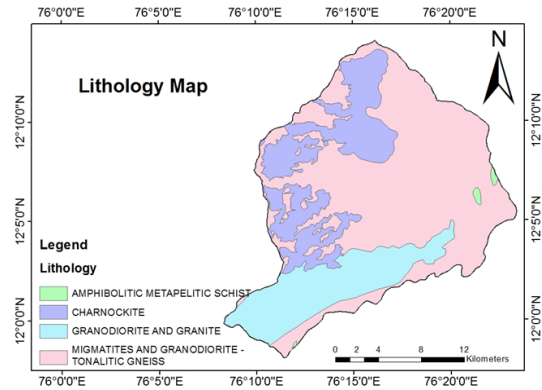 76°0'0"E 76°5'0"E 76°10'0"E 76°15'0"E 76°20'0"E
Lithology Map
N
12°10'0"N 12°10'0"N
12°5'0"N 12°5'0"N
12°0'0"N 12°0'0"N
Legend
Lithology
AMPHIBOLITIC METAPELITIC SCHIST
CHARNOCKITE
GRANODIORITE AND GRANITE
MIGMATITES AND GRANODIORITE -
TONALITIC GNEISS
0 2 4 8 12
Kilometers
76°0'0"E 76°5'0"E 76°10'0"E 76°15'0"E 76°20'0"E